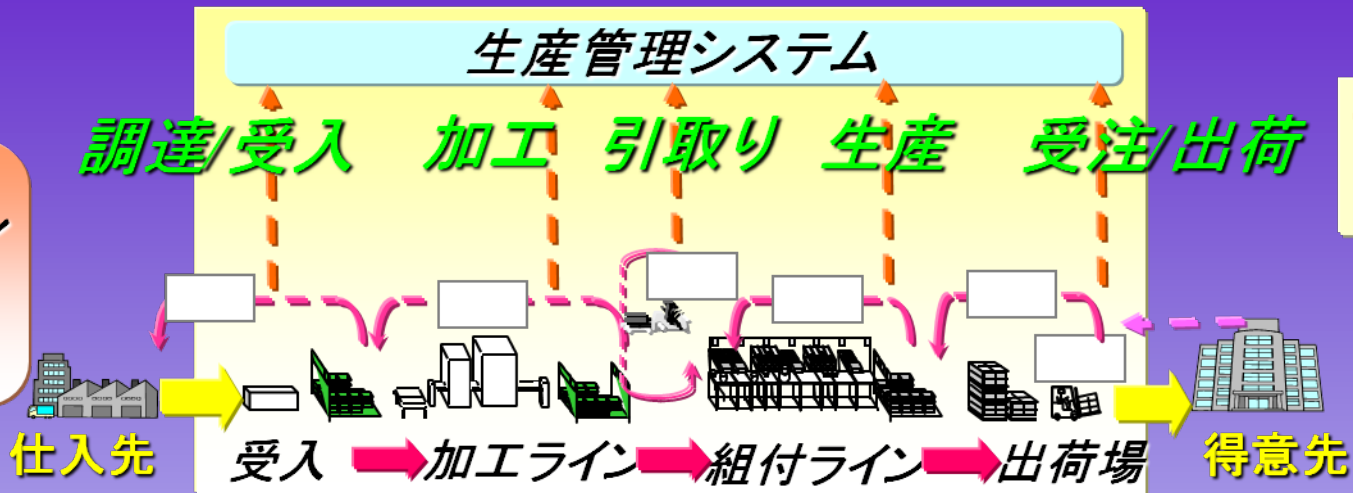 生産管理システム
調達/受入 加工 引取り 生産 受注/出荷
仕入先 受入 加工ライン 組付ライン 出荷場 得意先